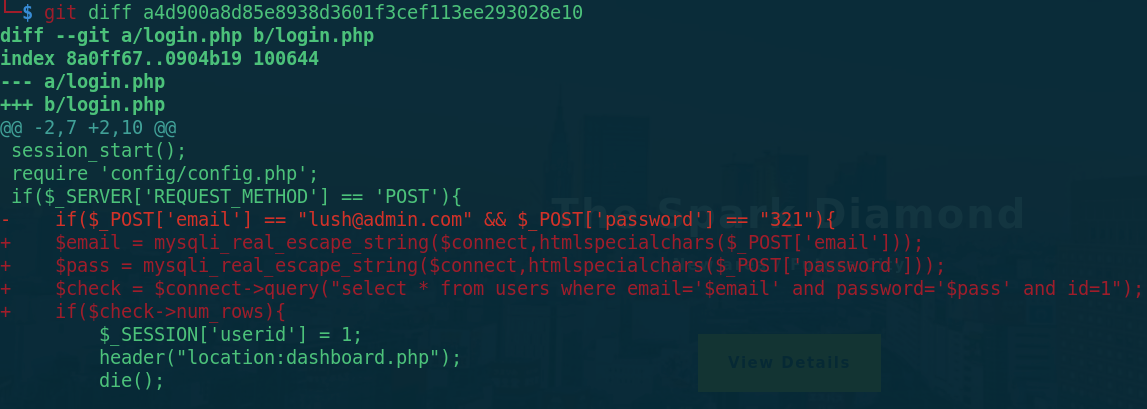 └─$ git diff a4d900a8d85e8938d3601f3cef113ee293028e10
diff --git a/login.php b/login.php
index 8a0ff67..0904b19 100644
--- a/login.php
+++ b/login.php
@@ -2,7 +2,10 @@
 session_start();
 require 'config/config.php';
 if($_SERVER['REQUEST_METHOD'] == 'POST'){
-    if($_POST['email'] == "lush@admin.com" && $_POST['password'] == "321"){
+    $email = mysqli_real_escape_string($connect,htmlspecialchars($_POST['email']));
+    $pass = mysqli_real_escape_string($connect,htmlspecialchars($_POST['password']));
+    $check = $connect->query("select * from users where email='$email' and password='$pass' and id=1");
+    if($check->num_rows){
         $_SESSION['userid'] = 1;
         header("location:dashboard.php");
         die();
The Spark Diamond
View Details